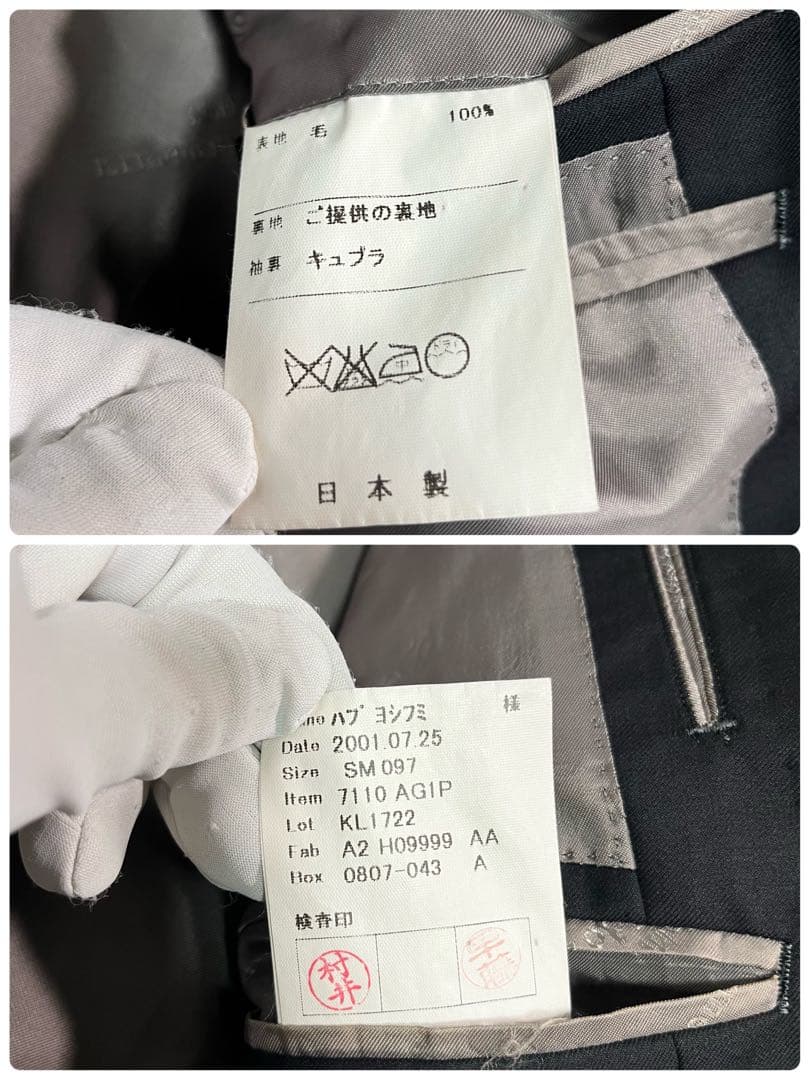 表地 毛 100%
裏地 ご提供の裏地
袖裏 キュプラ
中
日本製
ハブ ヨシフミ 様
Date 2001.07.25
Size SM 097
Item 7110 AG1P
Lot KL1722
Fab A2 H09999 AA
Box 0807-043 A
検査印
村井